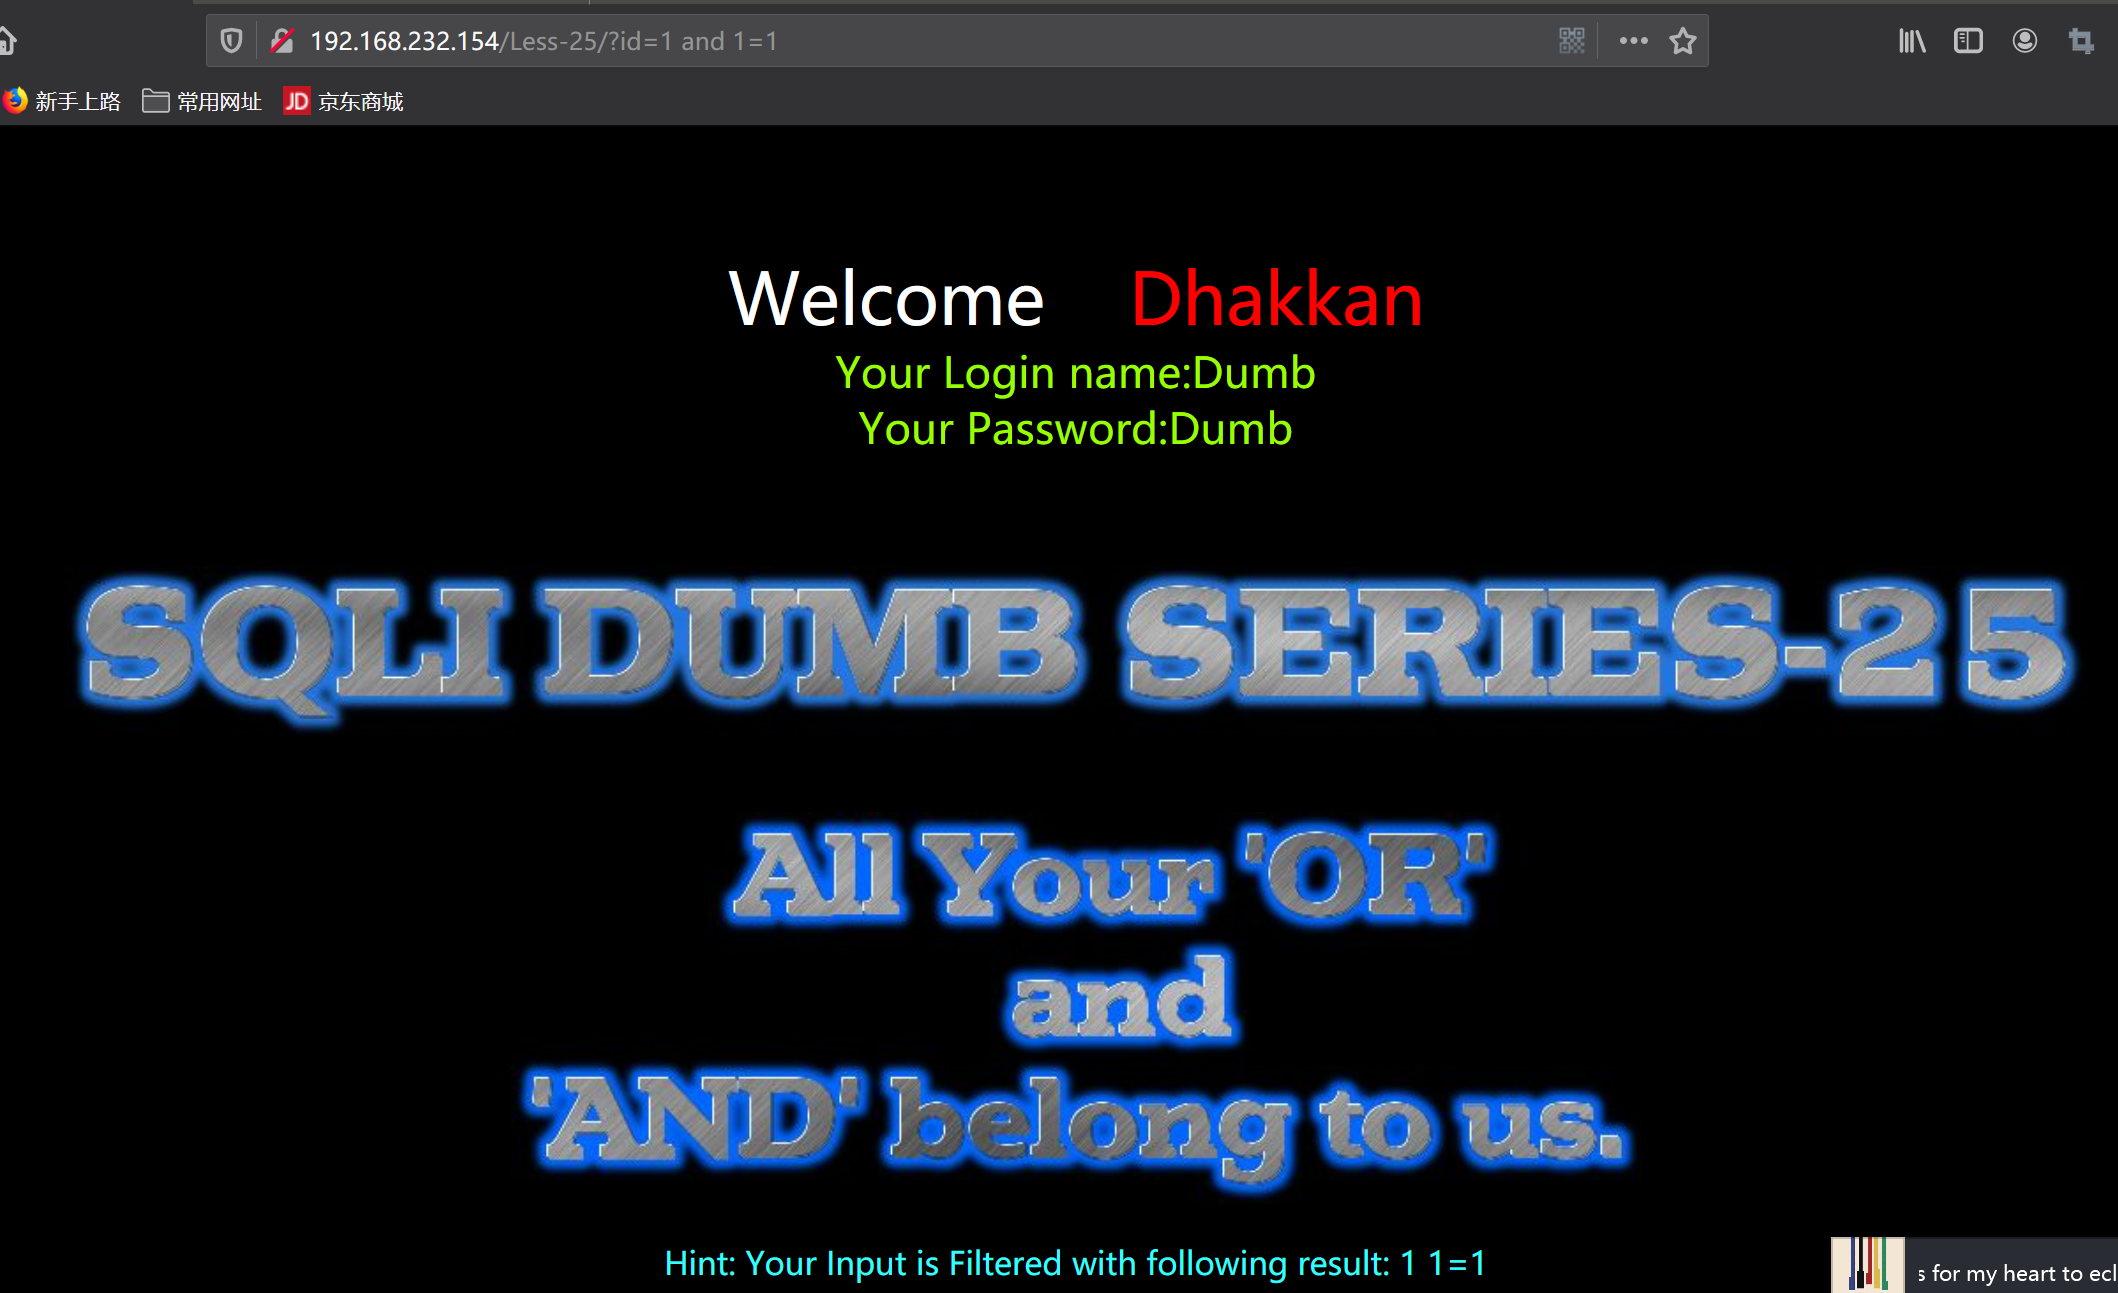 192.168.232.154/Less-25/?id=1 and 1=1
新手上路 常用网址 JD 京东商城
Welcome Dhakkan
Your Login name:Dumb
Your Password:Dumb
SQLI DUMB SERIES-25
All Your 'OR'
and
'AND' belong to us.
Hint: Your Input is Filtered with following result: 1 1=1
for my heart to